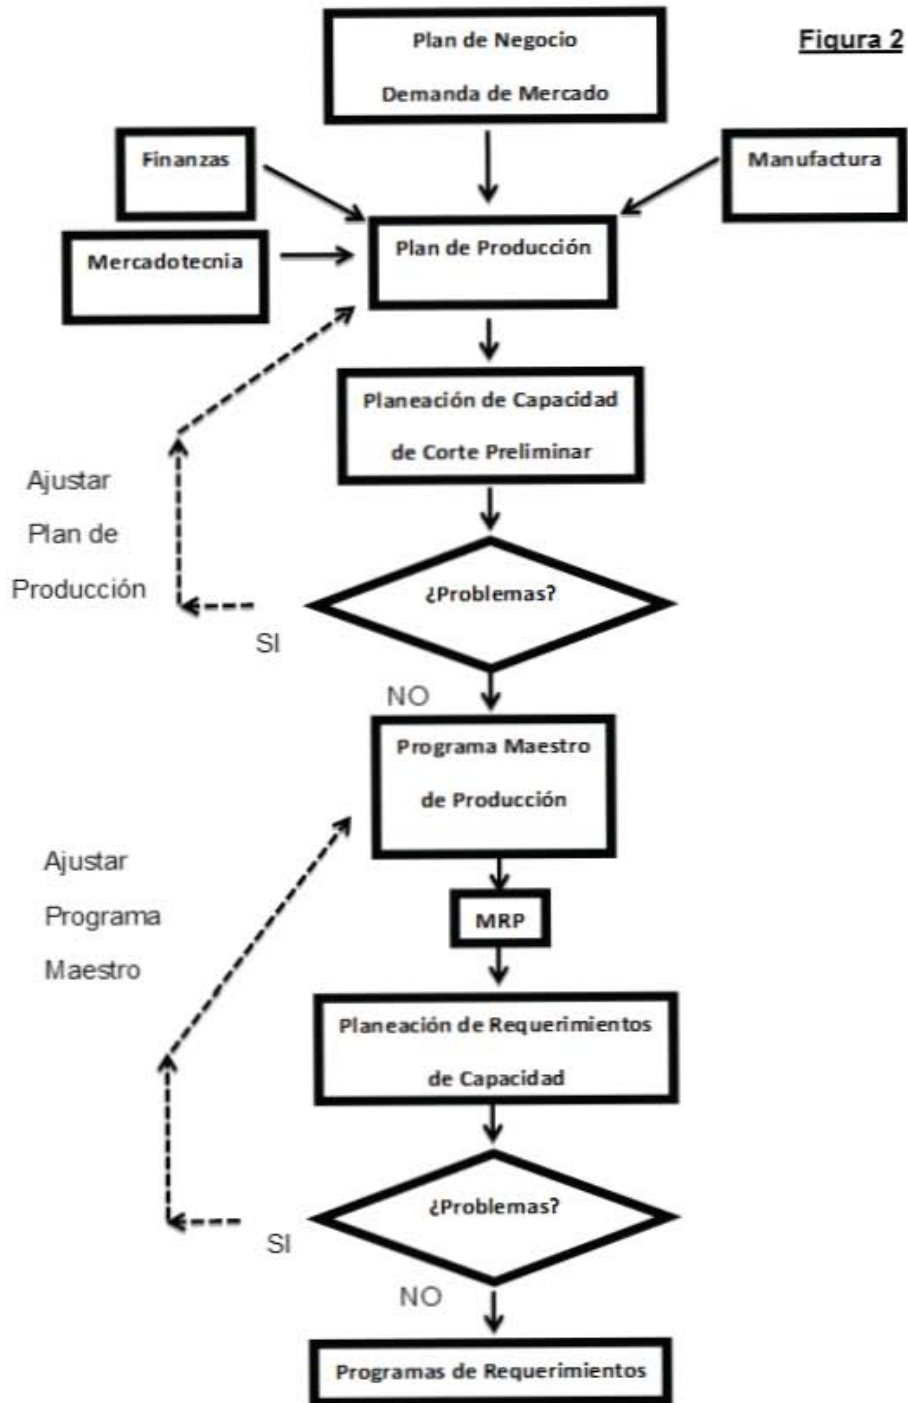 Plan de Negocio
Demanda de Mercado
Figura 2
Finanzas
Manufactura
Mercadotecnia
Plan de Producción
Planeación de Capacidad
de Corte Preliminar
Ajustar
Plan de
Producción
¿Problemas?
SI
NO
Programa Maestro
de Producción
Ajustar
Programa
Maestro
MRP
Planeación de Requerimientos
de Capacidad
¿Problemas?
SI
NO
Programas de Requerimientos